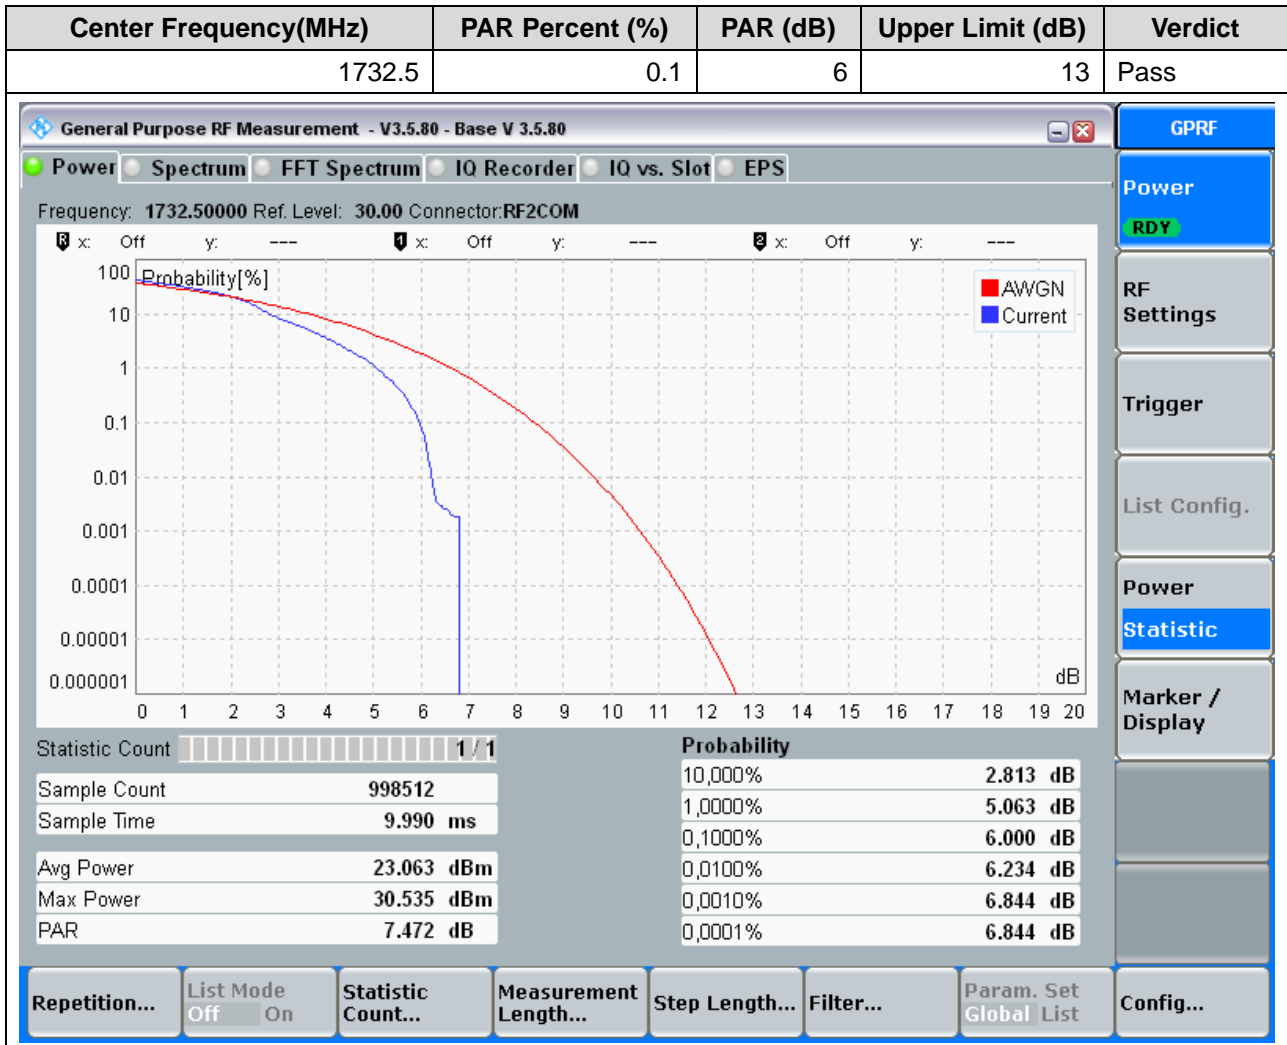 Center Frequency(MHz) PAR Percent (%) PAR (dB) Upper Limit (dB) Verdict
1732.5 0.1 6 13 Pass
General Purpose RF Measurement - V3.5.80 - Base V 3.5.80
GPRF
Power Spectrum FFT Spectrum IQ Recorder IQ vs. Slot EPS
Frequency: 1732.50000 Ref. Level: 30.00 Connector:RF2COM
R x: Off y: --- 1 x: Off y: --- 2 x: Off y: ---
Power
RDY
RF
Settings
Trigger
List Config.
Power
Statistic
Marker /
Display
Probability[%]
AWGN
Current
100
10
1
0.1
0.01
0.001
0.0001
0.00001
0.000001
dB
0 1 2 3 4 5 6 7 8 9 10 11 12 13 14 15 16 17 18 19 20
Statistic Count 1 / 1
Sample Count 998512
Sample Time 9.990 ms
Avg Power 23.063 dBm
Max Power 30.535 dBm
PAR 7.472 dB
Probability
10,000% 2.813 dB
1,0000% 5.063 dB
0,1000% 6.000 dB
0,0100% 6.234 dB
0,0010% 6.844 dB
0,0001% 6.844 dB
Repetition...
List Mode
Off On
Statistic
Count...
Measurement
Length...
Step Length...
Filter...
Param. Set
Global List
Config...